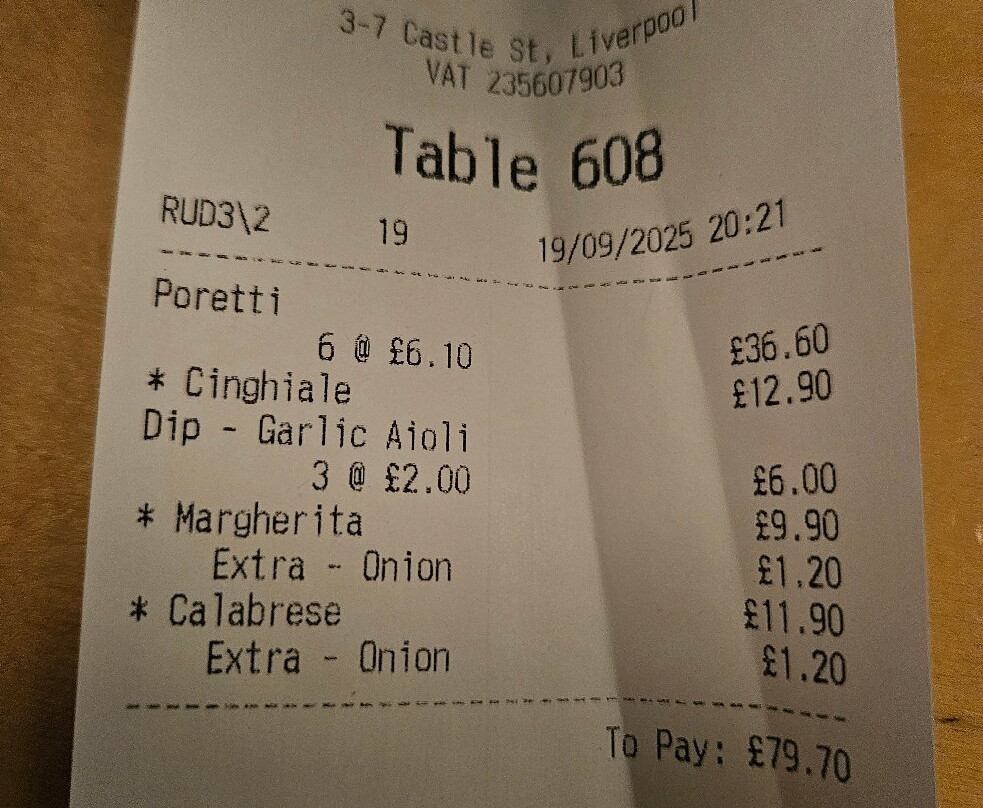 3-7 Castle St, Liverpool
VAT 235607903
Table 608
RUD3\2 19 19/09/2025 20:21
Poretti
6 @ £6.10 £36.60
* Cinghiale £12.90
Dip - Garlic Aioli
3 @ £2.00 £6.00
* Margherita £9.90
Extra - Onion £1.20
* Calabrese £11.90
Extra - Onion £1.20
To Pay: £79.70